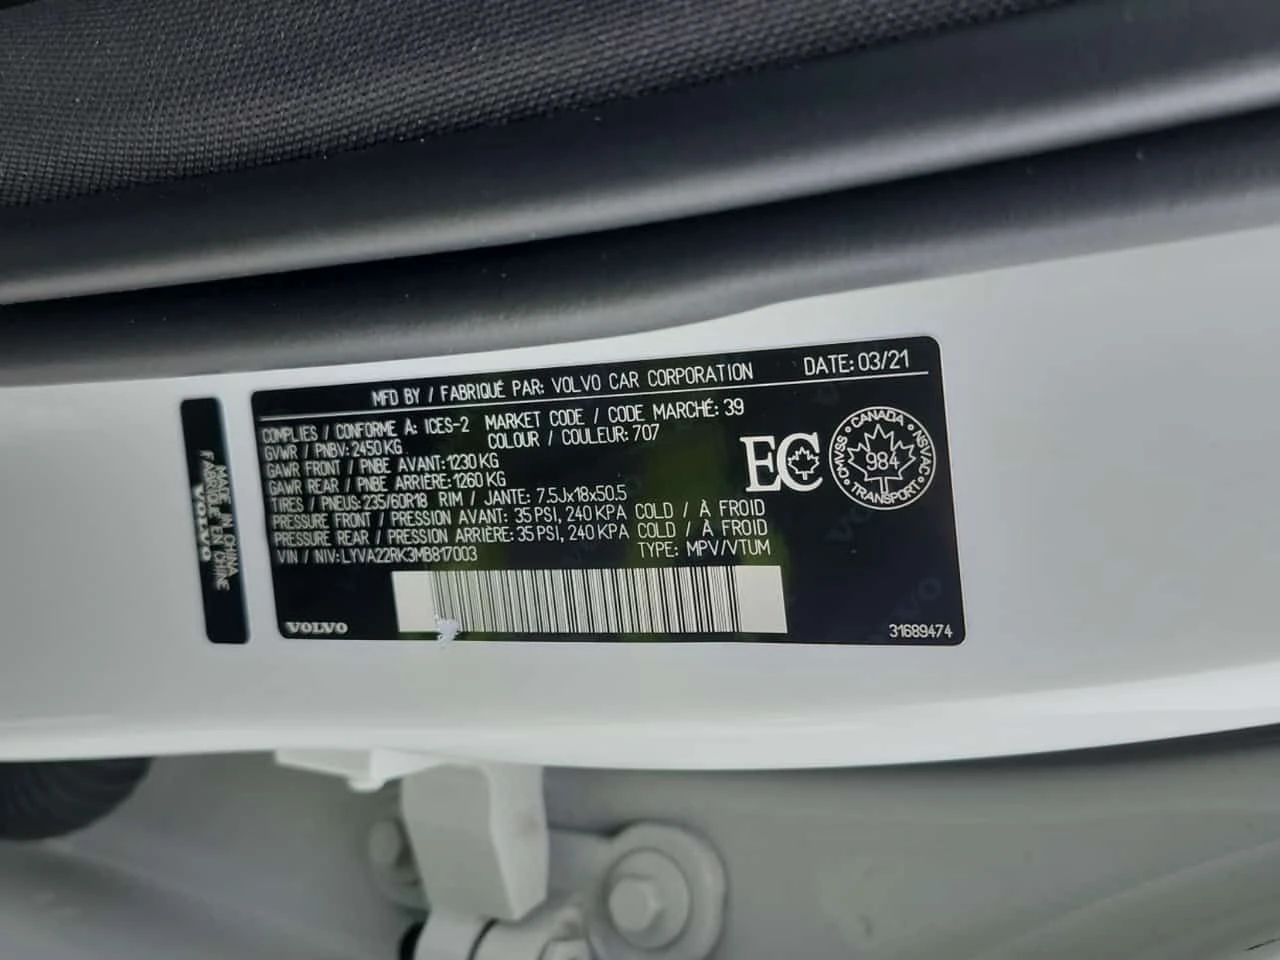 MFD BY / FABRIQUÉ PAR: VOLVO CAR CORPORATION DATE: 03/21
COMPLIES / CONFORME A: ICES-2 MARKET CODE / CODE MARCHÉ: 39
GVWR / PNBV: 2450 KG COLOUR / COULEUR: 707
GAWR FRONT / PNBE AVANT: 1230 KG
GAWR REAR / PNBE ARRIÈRE: 1260 KG
TIRES / PNEUS: 235/60R18 RIM / JANTE: 7.5Jx18x50.5
PRESSURE FRONT / PRESSION AVANT: 35 PSI, 240 KPA COLD / À FROID
PRESSURE REAR / PRESSION ARRIÈRE: 35 PSI, 240 KPA COLD / À FROID
VIN / NIV: LYVA22RK3MB817003 TYPE: MPV/VTUM
EC
CANADA
NSVAC
TRANSPORT
CMVSS
984
VOLVO
31689474
MADE IN CHINA
FABRIQUÉ EN CHINE
VOLVO